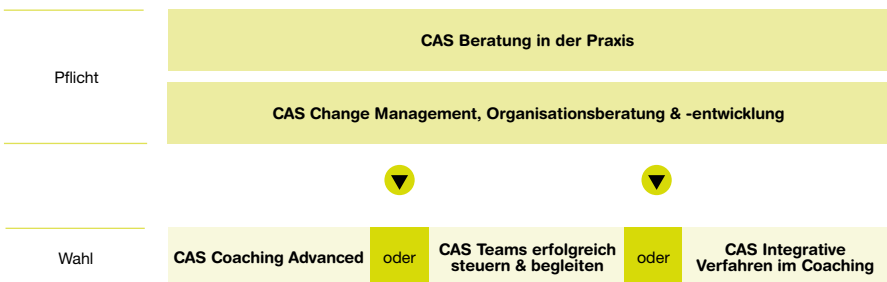 CAS Beratung in der Praxis
Pflicht
CAS Change Management, Organisationsberatung & -entwicklung
Wahl
CAS Coaching Advanced
oder
CAS Teams erfolgreich
steuern & begleiten
oder
CAS Integrative
Verfahren im Coaching